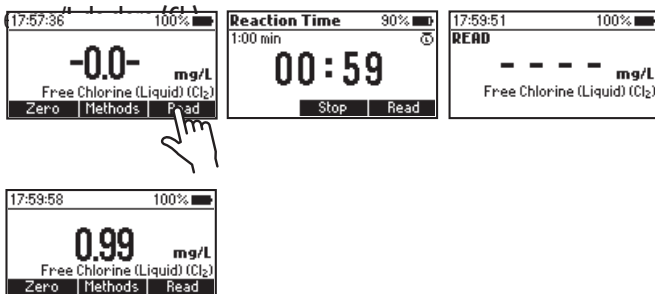 17:57:36 100%
-0.0- mg/L
Free Chlorine (Liquid) (Cl₂)
Zero Methods Read
Reaction Time 90%
1:00 min
00:59
Stop Read
17:59:51 100%
READ
- - - - mg/L
Free Chlorine (Liquid) (Cl₂)
17:59:58 100%
0.99 mg/L
Free Chlorine (Liquid) (Cl₂)
Zero Methods Read